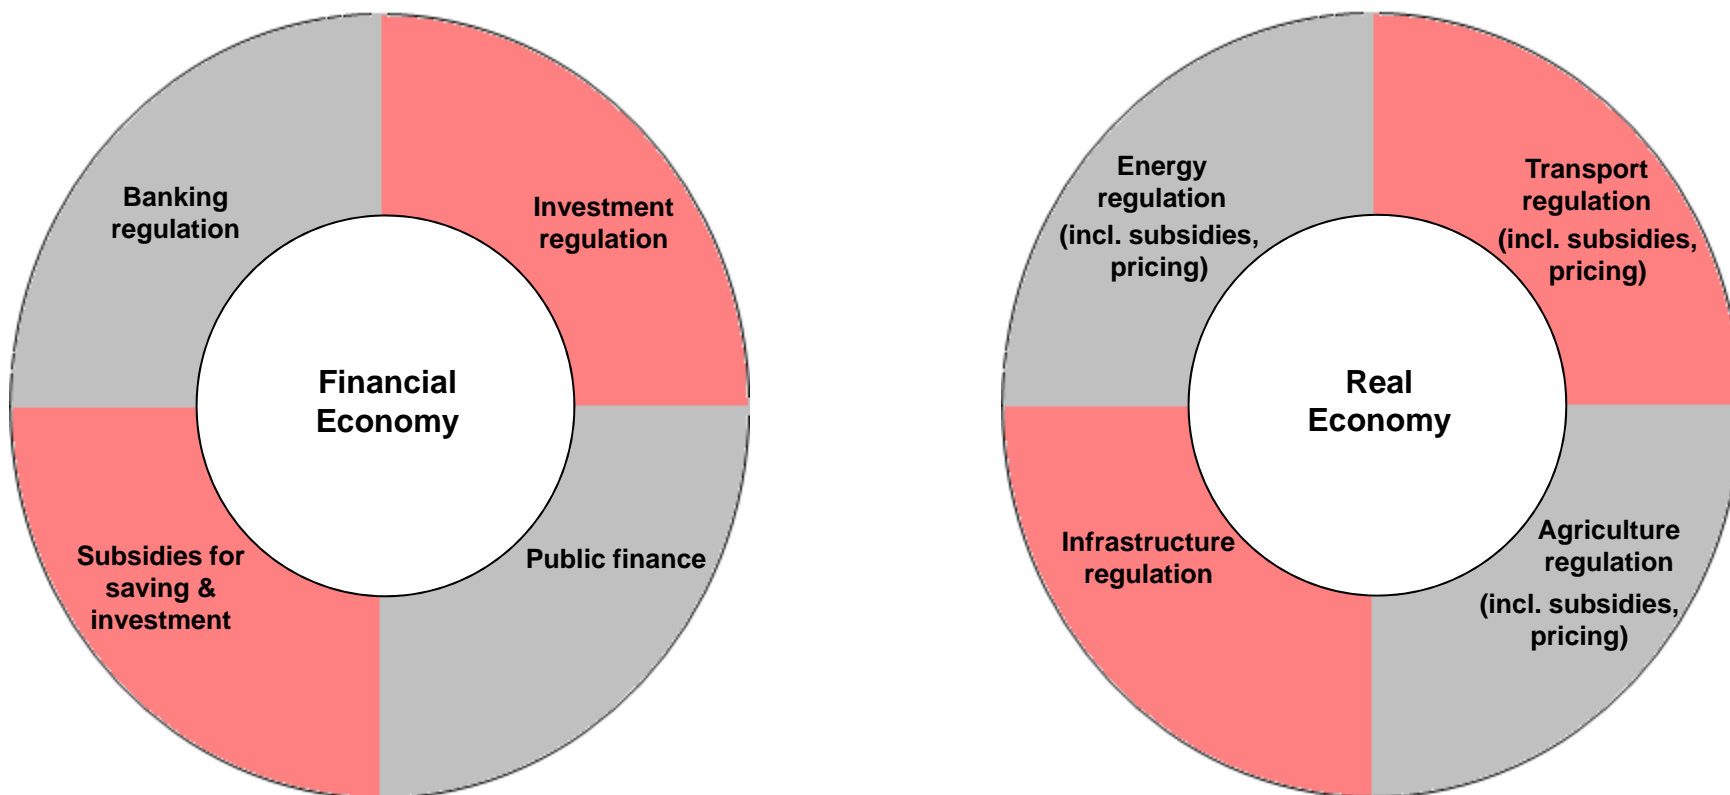 Banking
regulation
Investment
regulation
Financial
Economy
Subsidies for
saving &
investment
Public finance
Energy
regulation
(incl. subsidies,
pricing)
Transport
regulation
(incl. subsidies,
pricing)
Real
Economy
Infrastructure
regulation
Agriculture
regulation
(incl. subsidies,
pricing)